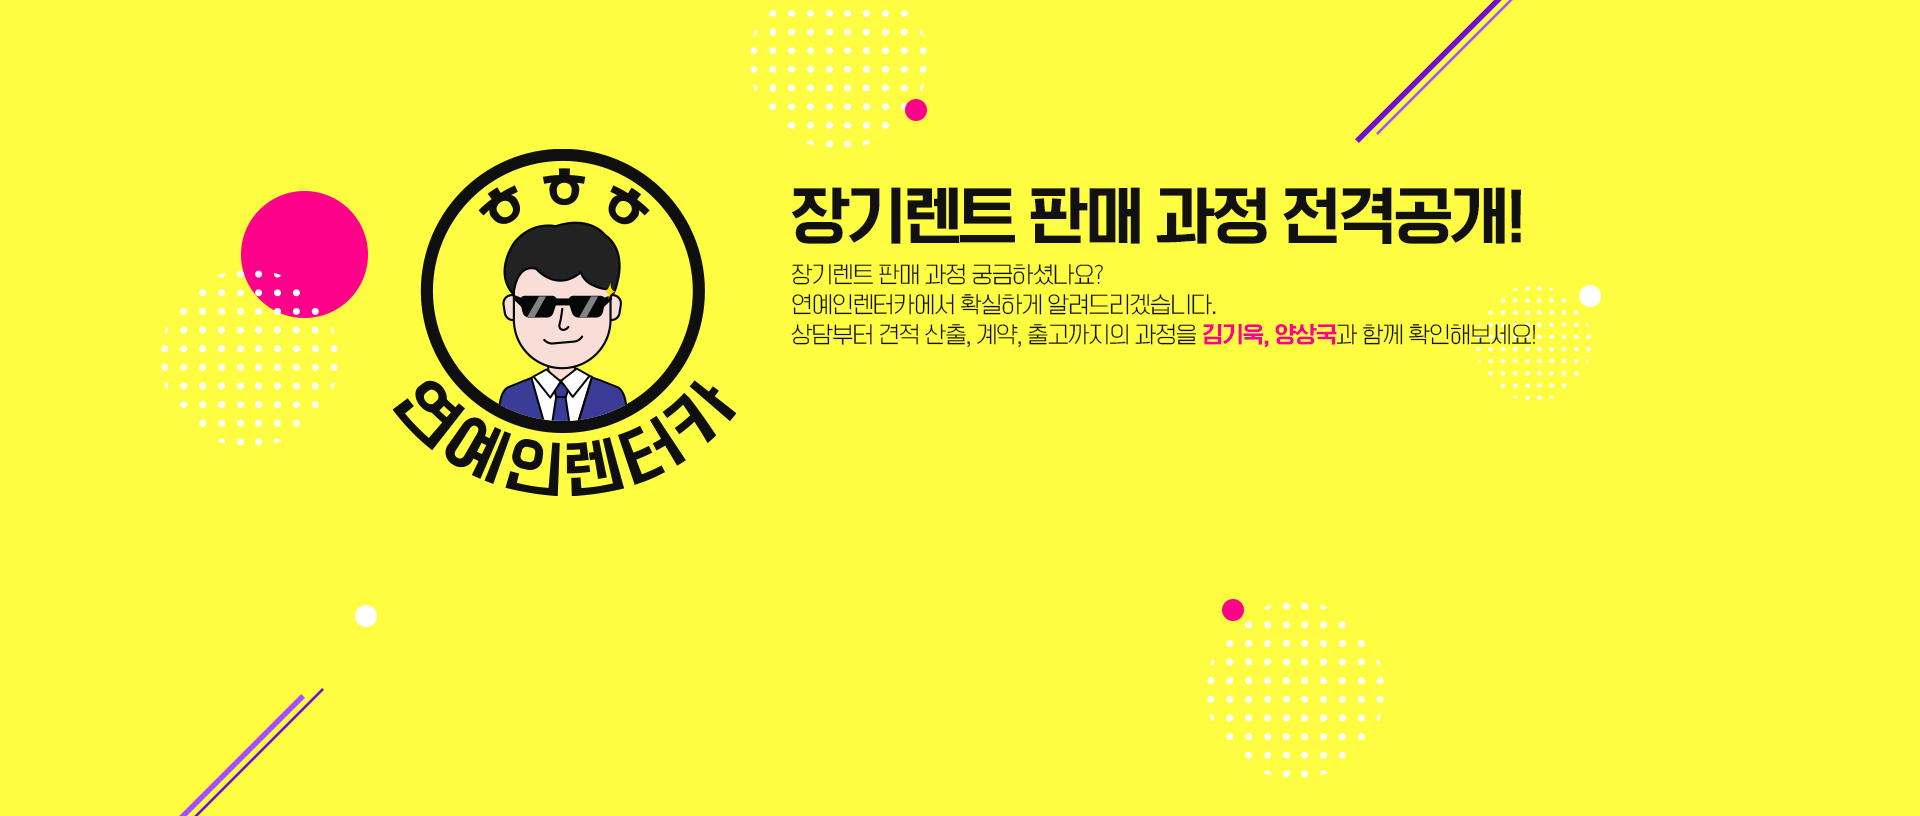 ㅎㅎㅎ
연예인렌터카
장기렌트 판매 과정 전격공개!
장기렌트 판매 과정 궁금하셨나요?
연예인렌터카에서 확실하게 알려드리겠습니다.
상담부터 견적 산출, 계약, 출고까지의 과정을 김기욱, 양상국과 함께 확인해보세요!